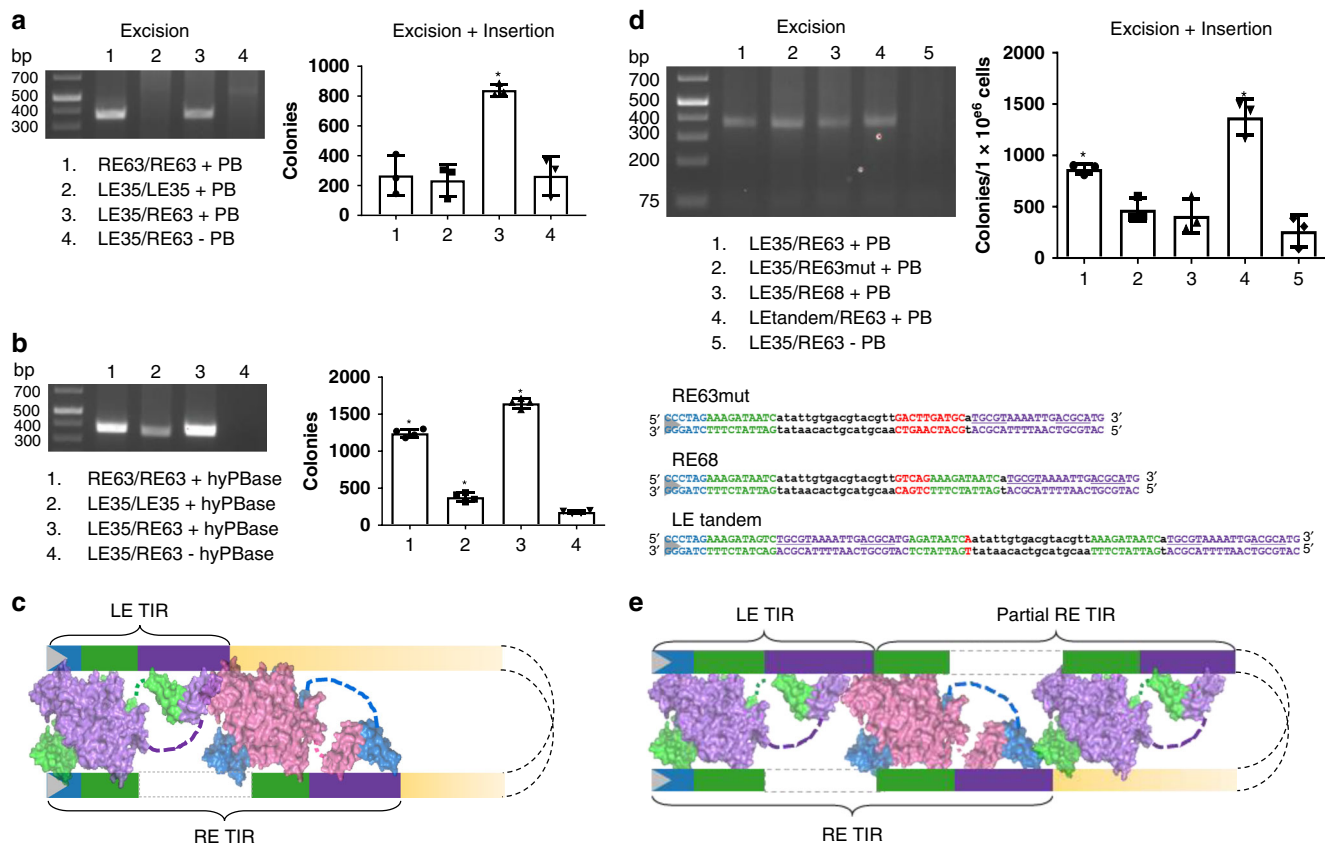 a
Excision
bp 1 2 3 4
700
500
400
300
1. RE63/RE63 + PB
2. LE35/LE35 + PB
3. LE35/RE63 + PB
4. LE35/RE63 - PB
Excision + Insertion
Colonies
1000
800
600
400
200
0
*
1 2 3 4
b
bp 1 2 3 4
700
500
400
300
1. RE63/RE63 + hyPBase
2. LE35/LE35 + hyPBase
3. LE35/RE63 + hyPBase
4. LE35/RE63 - hyPBase
Colonies
2000
1500
1000
500
0
* * *
1 2 3 4
c
LE TIR
RE TIR
d
Excision
bp 1 2 3 4 5
700
500
400
300
200
75
1. LE35/RE63 + PB
2. LE35/RE63mut + PB
3. LE35/RE68 + PB
4. LEtandem/RE63 + PB
5. LE35/RE63 - PB
Excision + Insertion
Colonies/1 × 10⁶ cells
2000
1500
1000
500
0
* *
1 2 3 4 5
RE63mut
5′ CCCTAGAAAGATAATCatattgtgacgtacgttGACTTGATGCaTGCGTAAAATTGACGCATG 3′
3′ GGGATCTTTCTATTAGtataacactgcatgcaaCTGAACTACGtACGCATTTTAACTGCGTAC 5′
RE68
5′ CCCTAGAAAGATAATCatattgtgacgtacgttGTCAGAAAGATAATCaTGCGTAAAATTGACGCATG 3′
3′ GGGATCTTTCTATTAGtataacactgcatgcaaCAGTCTTTCTATTAGtACGCATTTTAACTGCGTAC 5′
LE tandem
5′ CCCTAGAAAGATAGTCTGCGTAAAATTGACGCATGAGATAATCAatattgtgacgtacgttAAAGATAATCaTGCGTAAAATTGACGCATG 3′
3′ GGGATCTTTCTATCAGACGCATTTTAACTGCGTACTCTATTAGTtataacactgcatgcaaTTTCTATTAGtACGCATTTTAACTGCGTAC 5′
e
LE TIR
Partial RE TIR
RE TIR